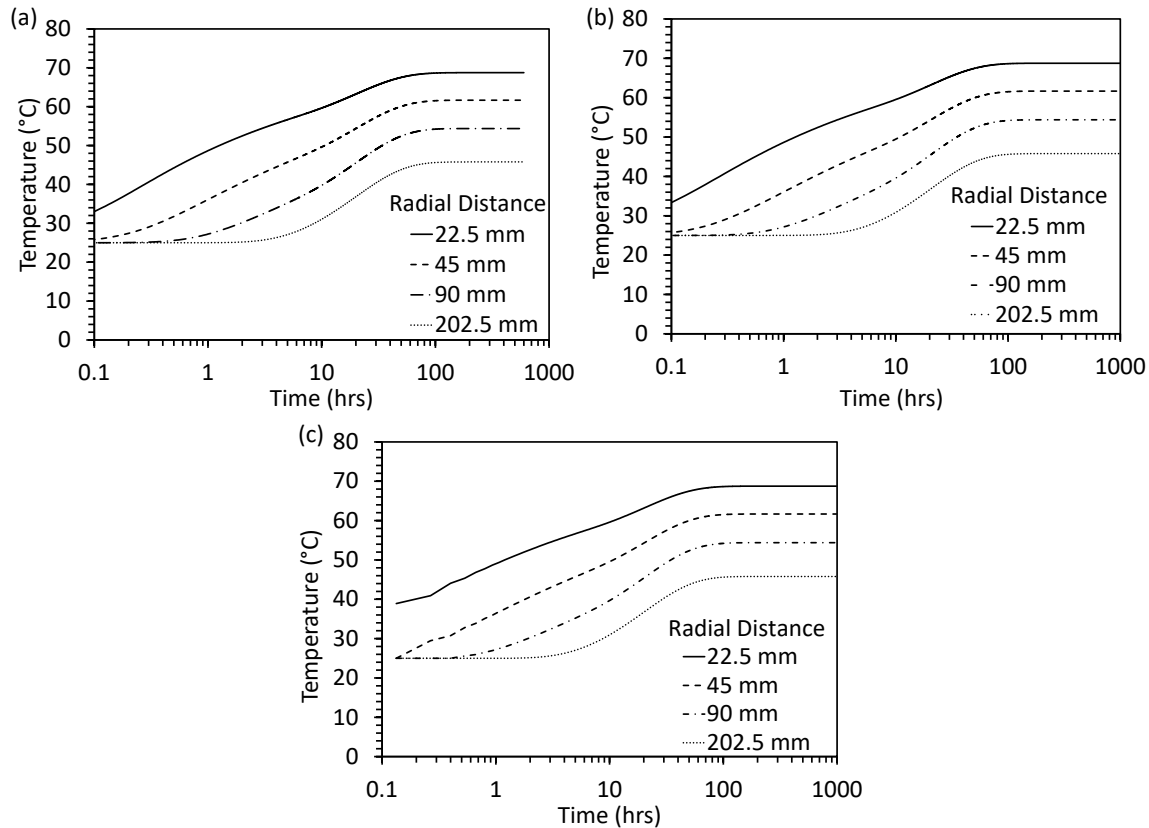 (a)
80
70
60
50
40
30
20
10
0
Temperature (°C)
0.1 1 10 100 1000
Time (hrs)
Radial Distance
22.5 mm
45 mm
90 mm
202.5 mm
(b)
80
70
60
50
40
30
20
10
0
Temperature (°C)
0.1 1 10 100 1000
Time (hrs)
Radial Distance
22.5 mm
45 mm
90 mm
202.5 mm
(c)
80
70
60
50
40
30
20
10
0
Temperature (°C)
0.1 1 10 100 1000
Time (hrs)
Radial Distance
22.5 mm
45 mm
90 mm
202.5 mm